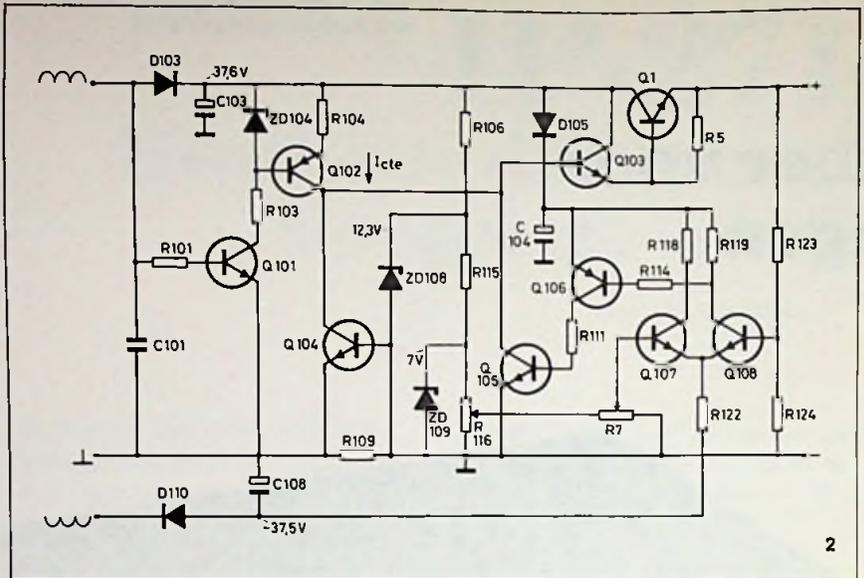 D103
-37,6V
C103
ZD104
R104
R106
D105
Q1
+
Q102
Icte
Q103
R5
R103
12,3V
C
104
R118
R119
R123
R101
Q101
ZD108
R115
Q106
R114
C101
Q104
7V
Q
105
R111
Q107
Q108
ZD
109
R
116
R7
R122
R124
R109
-
D110
C108
-37,5V
2